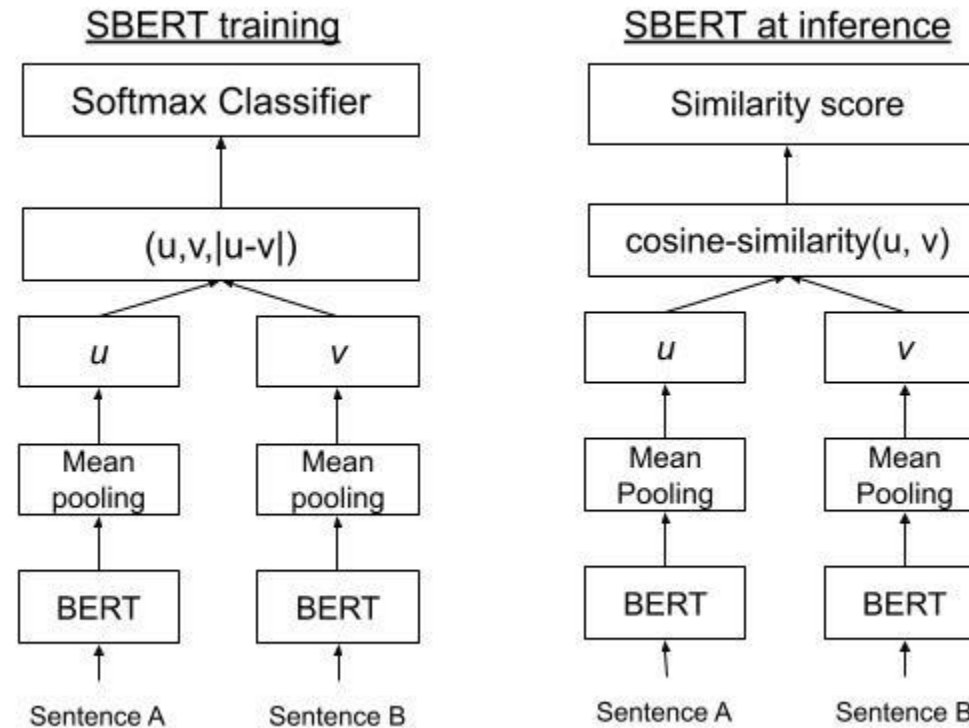 SBERT training
Softmax Classifier
(u,v,|u-v|)
u
v
Mean
pooling
Mean
pooling
BERT
BERT
Sentence A
Sentence B
SBERT at inference
Similarity score
cosine-similarity(u, v)
u
v
Mean
Pooling
Mean
Pooling
BERT
BERT
Sentence A
Sentence B